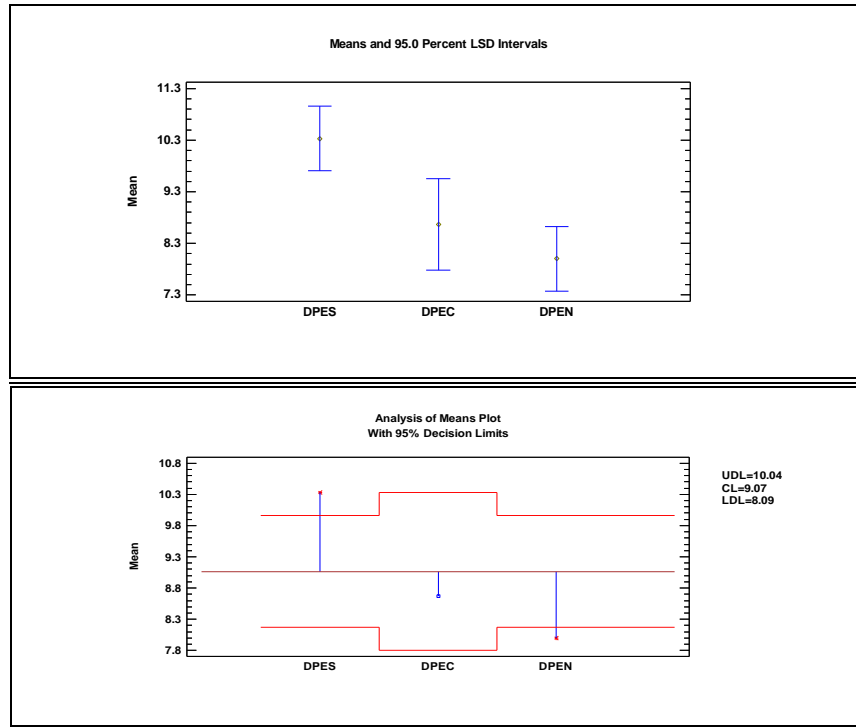 Means and 95.0 Percent LSD Intervals
11.3
10.3
9.3
8.3
7.3
Mean
DPES DPEC DPEN
Analysis of Means Plot
With 95% Decision Limits
10.8
10.3
9.8
9.3
8.8
8.3
7.8
Mean
DPES DPEC DPEN
UDL=10.04
CL=9.07
LDL=8.09